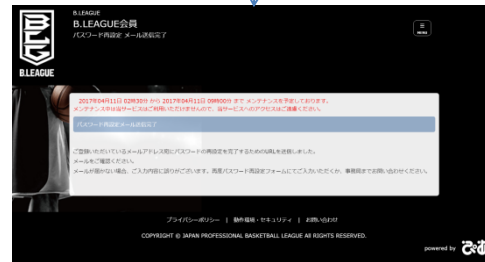 B.LEAGUE
B.LEAGUE会員
パスワード再設定 メール送信完了
MENU
B.LEAGUE
2017年04月11日 02時30分 から 2017年04月11日 09時00分 まで メンテナンスを予定しております。
メンテナンス中は当サービスはご利用いただけませんので、当サービスへのアクセスはご遠慮ください。
パスワード再設定メール送信完了
ご登録いただいているメールアドレス宛にパスワードの再設定を完了するためのURLを送信しました。
メールをご確認ください。
メールが届かない場合、ご入力内容に誤りがございます。再度パスワード再設定フォームにてご入力いただくか、事務局までお問い合わせください。
プライバシーポリシー | 動作環境・セキュリティ | お問い合わせ
COPYRIGHT © JAPAN PROFESSIONAL BASKETBALL LEAGUE All RIGHTS RESERVED.
powered by ぴあ